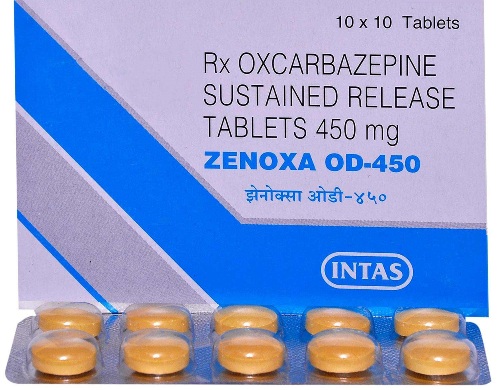 10 x 10 Tablets
Rx OXCARBAZEPINE
SUSTAINED RELEASE
TABLETS 450 mg
ZENOXA OD-450
झेनोक्सा ओडी-४५०
INTAS